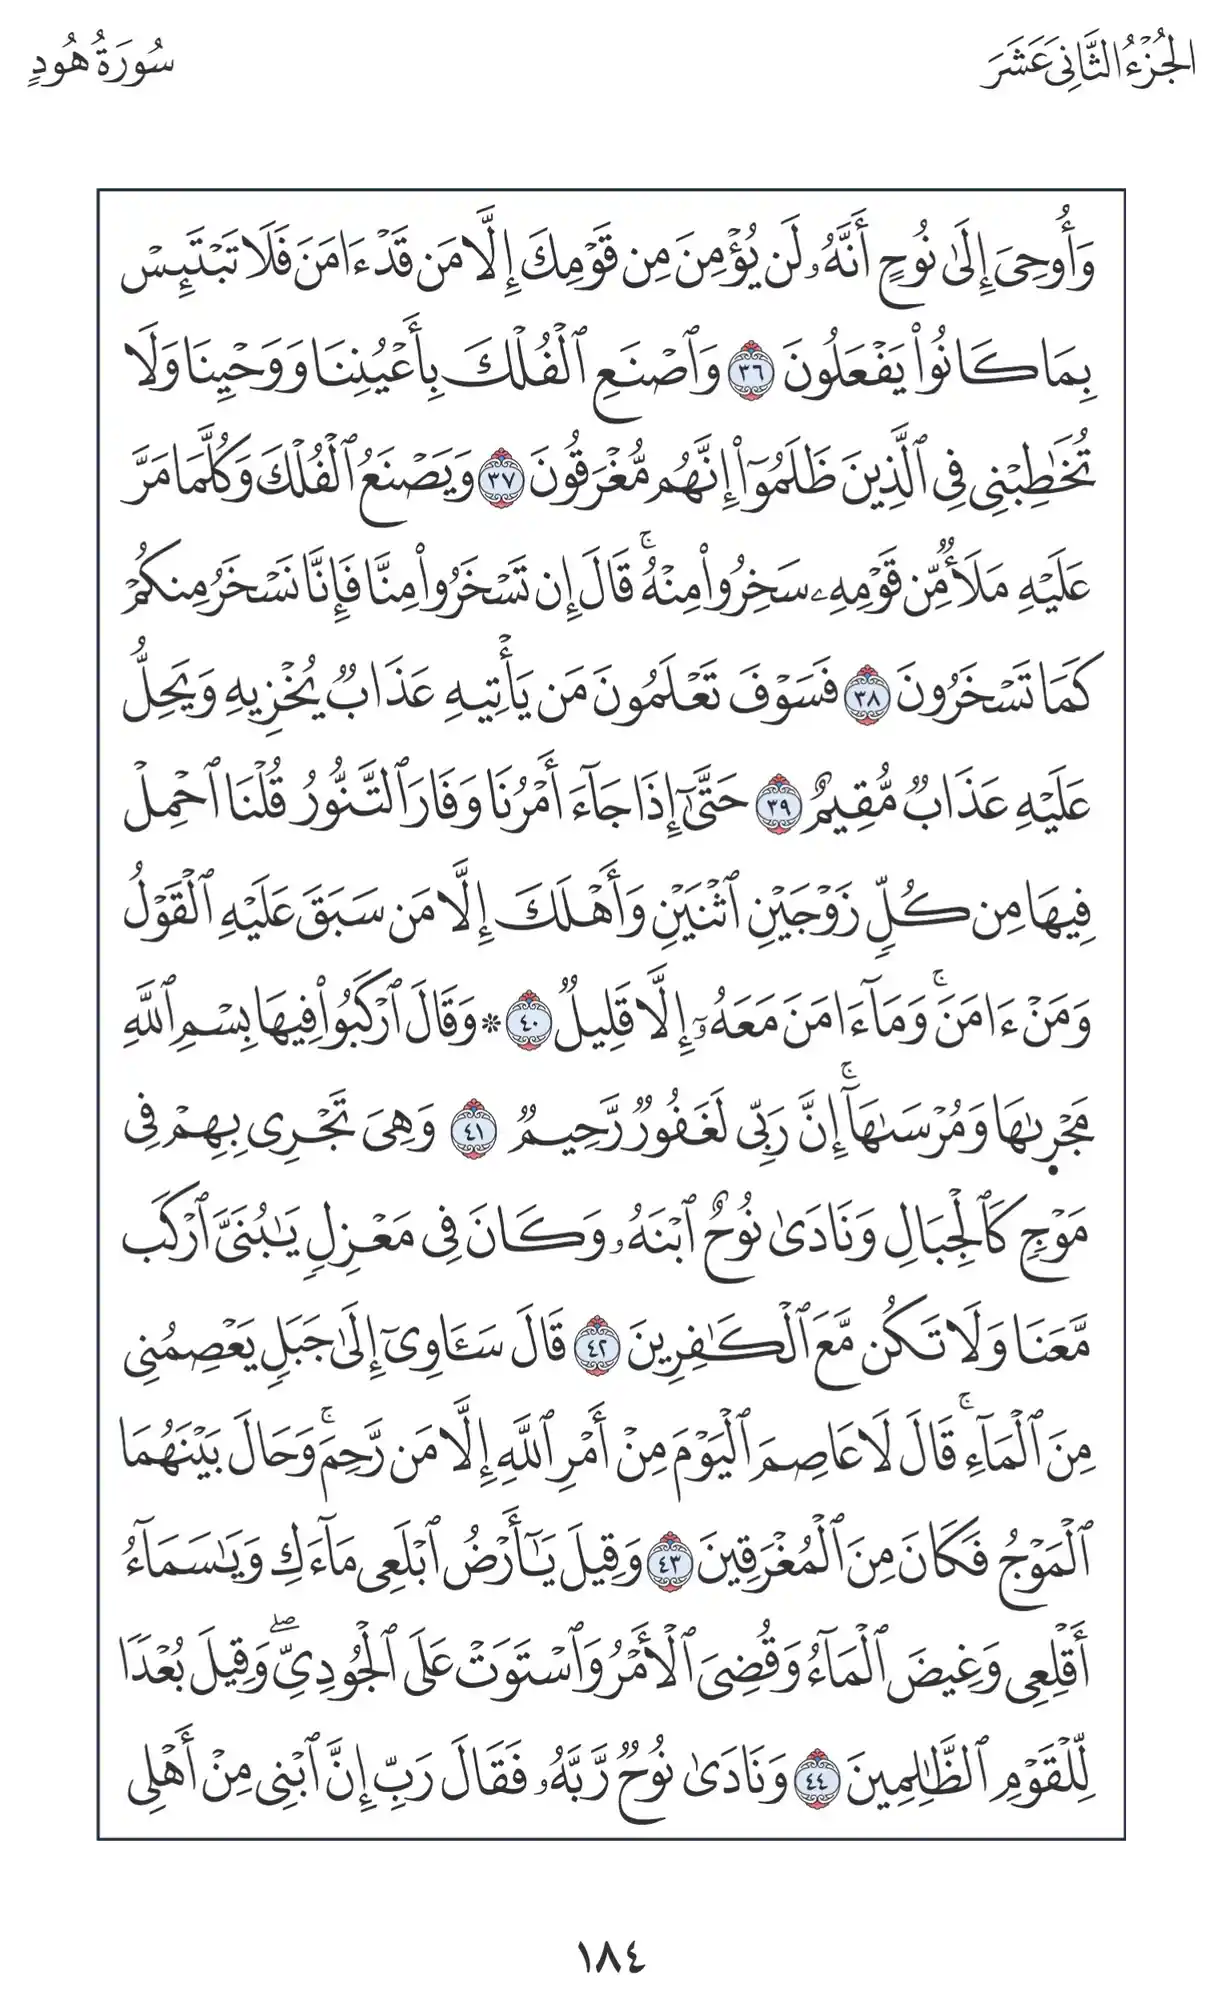 الجُزْءُ الثَّانِي عَشَرَ
سُورَةُ هُودٍ
وَأُوحِىَ إِلَىٰ نُوحٍ أَنَّهُۥ لَن يُؤْمِنَ مِن قَوْمِكَ إِلَّا مَن قَدْ ءَامَنَ فَلَا تَبْتَئِسْ
بِمَا كَانُوا۟ يَفْعَلُونَ ٣٦ وَٱصْنَعِ ٱلْفُلْكَ بِأَعْيُنِنَا وَوَحْيِنَا وَلَا
تُخَٰطِبْنِى فِى ٱلَّذِينَ ظَلَمُوٓا۟ إِنَّهُم مُّغْرَقُونَ ٣٧ وَيَصْنَعُ ٱلْفُلْكَ وَكُلَّمَا مَرَّ
عَلَيْهِ مَلَأٌ مِّن قَوْمِهِۦ سَخِرُوا۟ مِنْهُ ۚ قَالَ إِن تَسْخَرُوا۟ مِنَّا فَإِنَّا نَسْخَرُ مِنكُمْ
كَمَا تَسْخَرُونَ ٣٨ فَسَوْفَ تَعْلَمُونَ مَن يَأْتِيهِ عَذَابٌ يُخْزِيهِ وَيَحِلُّ
عَلَيْهِ عَذَابٌ مُّقِيمٌ ٣٩ حَتَّىٰٓ إِذَا جَآءَ أَمْرُنَا وَفَارَ ٱلتَّنُّورُ قُلْنَا ٱحْمِلْ
فِيهَا مِن كُلٍّ زَوْجَيْنِ ٱثْنَيْنِ وَأَهْلَكَ إِلَّا مَن سَبَقَ عَلَيْهِ ٱلْقَوْلُ
وَمَنْ ءَامَنَ ۚ وَمَآ ءَامَنَ مَعَهُۥٓ إِلَّا قَلِيلٌ ٤٠ * وَقَالَ ٱرْكَبُوا۟ فِيهَا بِسْمِ ٱللَّهِ
مَجْر۪ىٰهَا وَمُرْسَىٰهَآ ۚ إِنَّ رَبِّى لَغَفُورٌ رَّحِيمٌ ٤١ وَهِىَ تَجْرِى بِهِمْ فِى
مَوْجٍ كَٱلْجِبَالِ وَنَادَىٰ نُوحٌ ٱبْنَهُۥ وَكَانَ فِى مَعْزِلٍ يَٰبُنَىَّ ٱرْكَب
مَّعَنَا وَلَا تَكُن مَّعَ ٱلْكَٰفِرِينَ ٤٢ قَالَ سَـَٔاوِىٓ إِلَىٰ جَبَلٍ يَعْصِمُنِى
مِنَ ٱلْمَآءِ ۚ قَالَ لَا عَاصِمَ ٱلْيَوْمَ مِنْ أَمْرِ ٱللَّهِ إِلَّا مَن رَّحِمَ ۚ وَحَالَ بَيْنَهُمَا
ٱلْمَوْجُ فَكَانَ مِنَ ٱلْمُغْرَقِينَ ٤٣ وَقِيلَ يَٰٓأَرْضُ ٱبْلَعِى مَآءَكِ وَيَٰسَمَآءُ
أَقْلِعِى وَغِيضَ ٱلْمَآءُ وَقُضِىَ ٱلْأَمْرُ وَٱسْتَوَتْ عَلَى ٱلْجُودِىِّ ۖ وَقِيلَ بُعْدًا
لِّلْقَوْمِ ٱلظَّٰلِمِينَ ٤٤ وَنَادَىٰ نُوحٌ رَّبَّهُۥ فَقَالَ رَبِّ إِنَّ ٱبْنِى مِنْ أَهْلِى
١٨٤